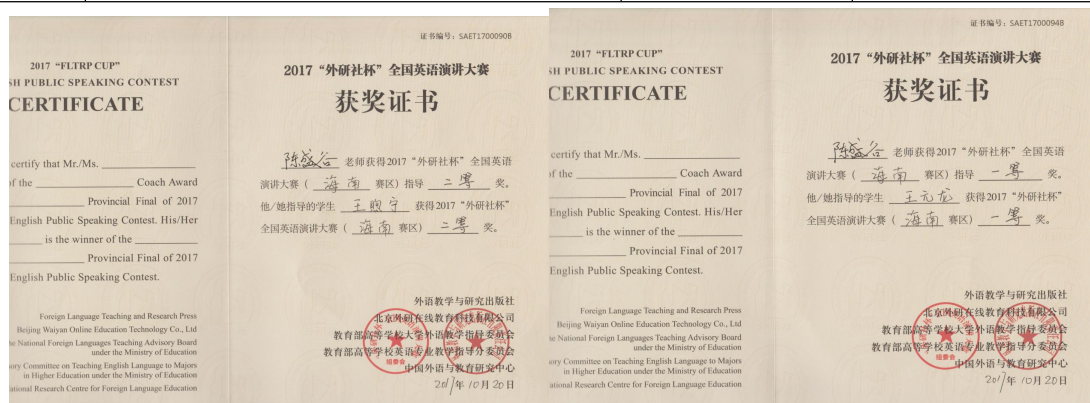 证书编号：SAET17000908
2017 “FLTRP CUP”
SH PUBLIC SPEAKING CONTEST
CERTIFICATE
certify that Mr./Ms.
of the Coach Award
Provincial Final of 2017
English Public Speaking Contest. His/Her
is the winner of the
Provincial Final of 2017
English Public Speaking Contest.
Foreign Language Teaching and Research Press
Beijing Waiyan Online Education Technology Co., Ltd
he National Foreign Languages Teaching Advisory Board
under the Ministry of Education
ory Committee on Teaching English Language to Majors
in Higher Education under the Ministry of Education
ational Research Centre for Foreign Language Education
2017 “外研社杯” 全国英语演讲大赛
获奖证书
陈盛谷 老师获得2017 “外研社杯” 全国英语
演讲大赛（ 海南 赛区）指导 二等 奖。
他/她指导的学生 王煦宇 获得2017 “外研社杯”
全国英语演讲大赛（ 海南 赛区） 二等 奖。
外语教学与研究出版社
北京外研在线教育科技有限公司
教育部高等学校大学外语教学指导委员会
教育部高等学校英语专业教学指导分委员会
中国外语与教育研究中心
2017年10月20日
组委会
证书编号：SAET17000948
2017 “FLTRP CUP”
SH PUBLIC SPEAKING CONTEST
CERTIFICATE
certify that Mr./Ms.
of the Coach Award
Provincial Final of 2017
English Public Speaking Contest. His/Her
is the winner of the
Provincial Final of 2017
English Public Speaking Contest.
Foreign Language Teaching and Research Press
Beijing Waiyan Online Education Technology Co., Ltd
he National Foreign Languages Teaching Advisory Board
under the Ministry of Education
ory Committee on Teaching English Language to Majors
in Higher Education under the Ministry of Education
ational Research Centre for Foreign Language Education
2017 “外研社杯” 全国英语演讲大赛
获奖证书
陈盛谷 老师获得2017 “外研社杯” 全国英语
演讲大赛（ 海南 赛区）指导 一等 奖。
他/她指导的学生 王元龙 获得2017 “外研社杯”
全国英语演讲大赛（ 海南 赛区） 一等 奖。
外语教学与研究出版社
北京外研在线教育科技有限公司
教育部高等学校大学外语教学指导委员会
教育部高等学校英语专业教学指导分委员会
中国外语与教育研究中心
2017年10月20日
组委会